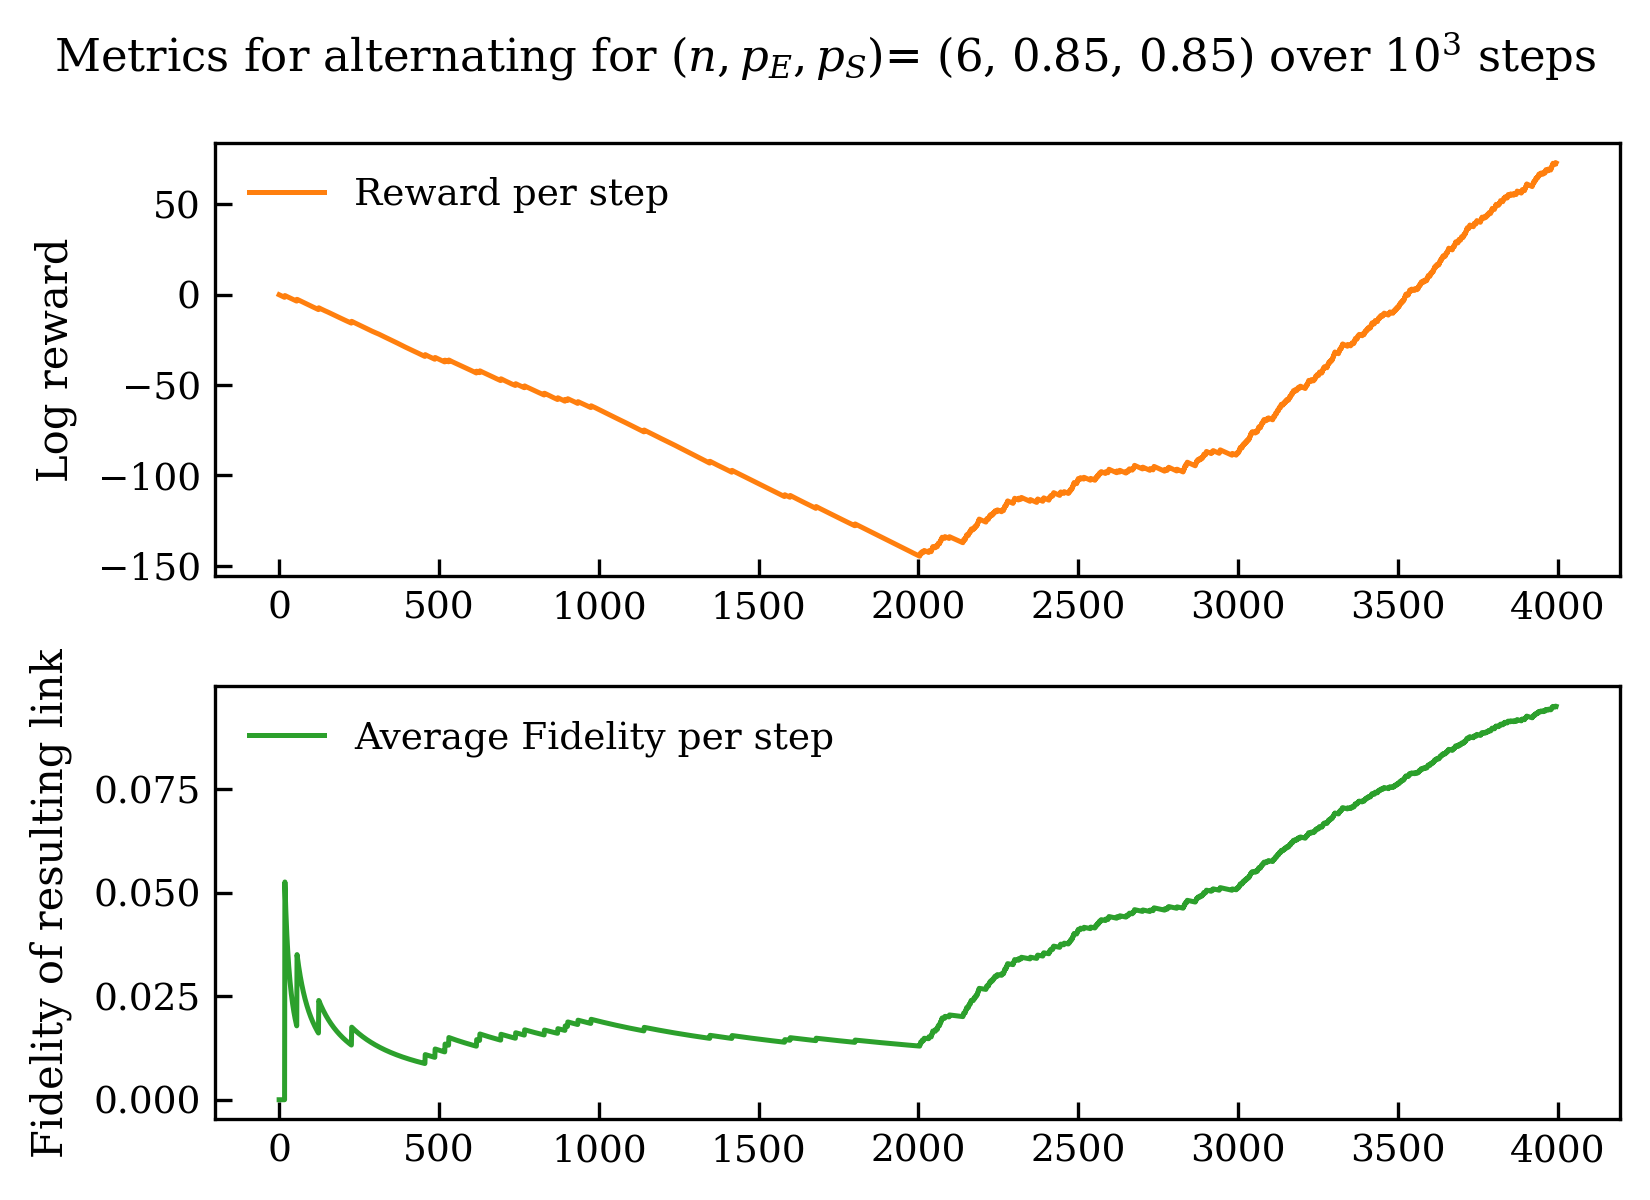 Metrics for alternating for (n, p_E, p_S)= (6, 0.85, 0.85) over 10³ steps
Log reward
Reward per step
50
0
−50
−100
−150
0 500 1000 1500 2000 2500 3000 3500 4000
Fidelity of resulting link
Average Fidelity per step
0.075
0.050
0.025
0.000
0 500 1000 1500 2000 2500 3000 3500 4000